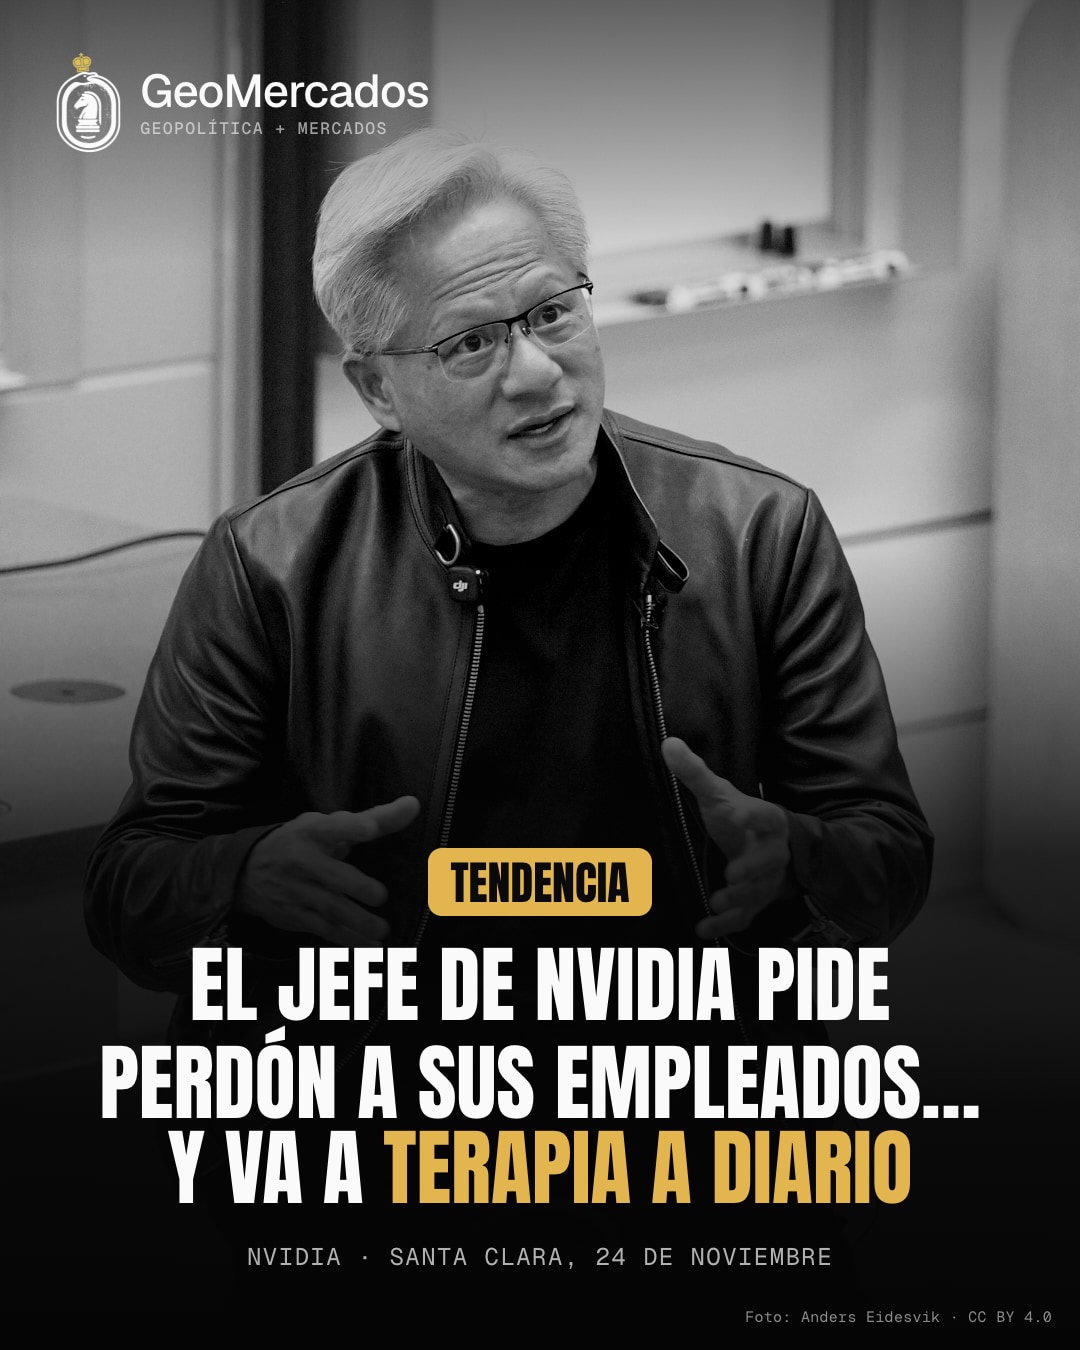 GeoMercados
GEOPOLÍTICA + MERCADOS
dji
TENDENCIA
EL JEFE DE NVIDIA PIDE
PERDÓN A SUS EMPLEADOS...
Y VA A TERAPIA A DIARIO
NVIDIA · SANTA CLARA, 24 DE NOVIEMBRE
Foto: Anders Eidesvik · CC BY 4.0